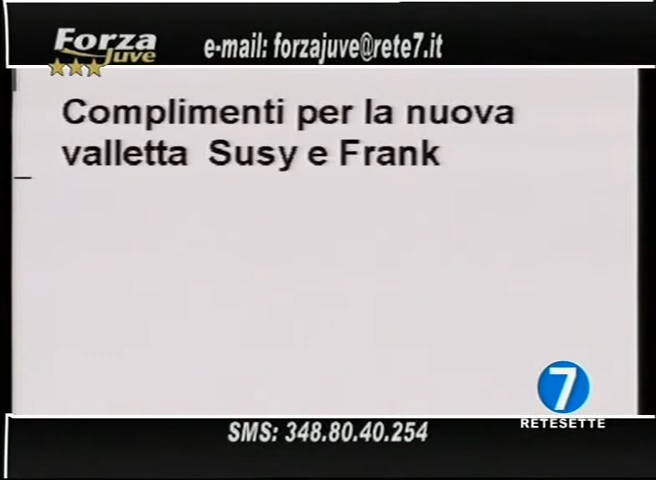 Forza
Juve
e-mail: forzajuve@rete7.it
Complimenti per la nuova
valletta Susy e Frank
7
RETESETTE
SMS: 348.80.40.254